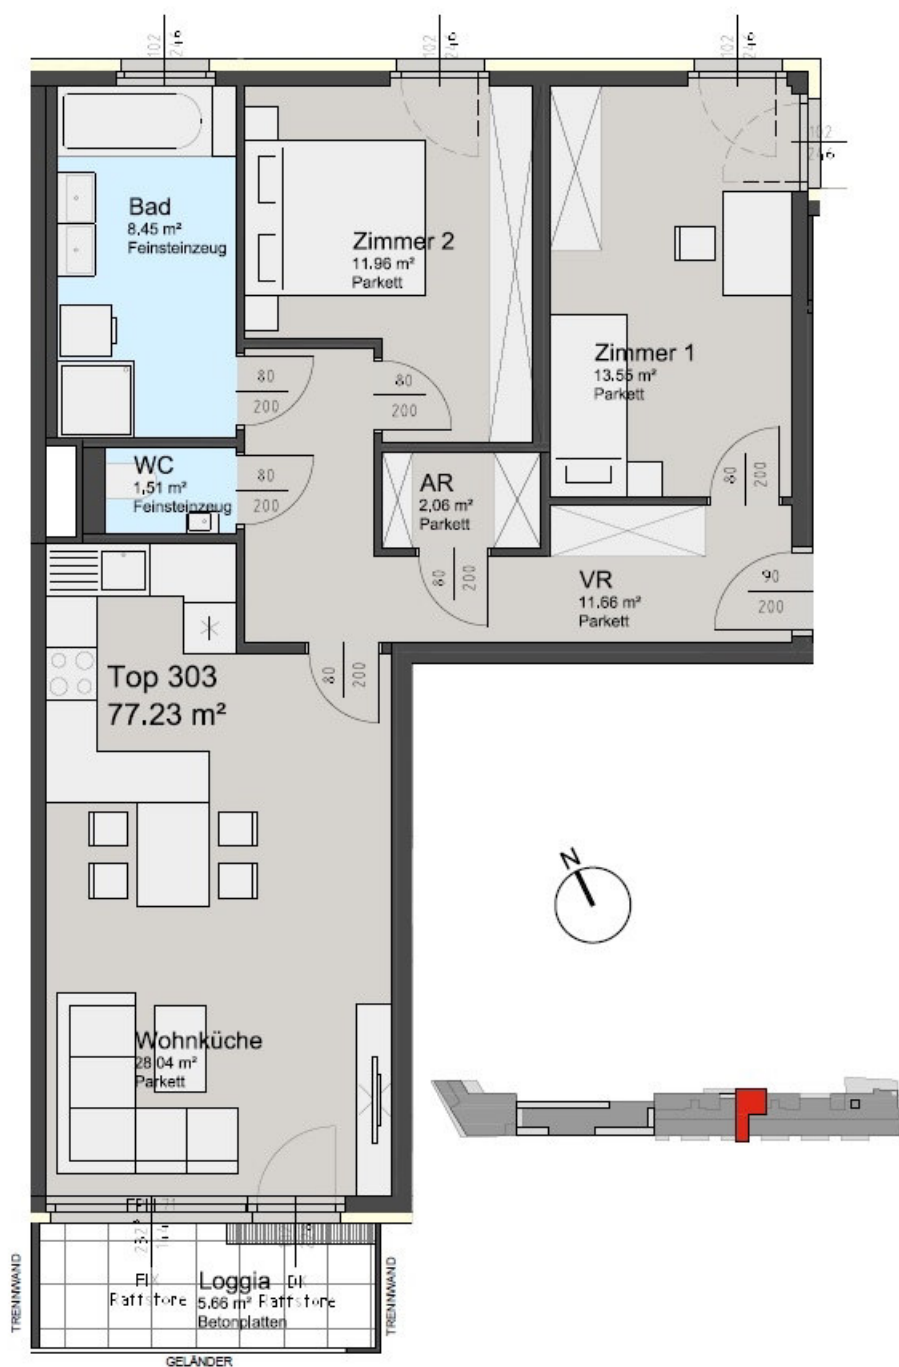 102
246
102
246
102
246
102
246
Bad
8.45 m²
Feinsteinzeug
Zimmer 2
11.96 m²
Parkett
Zimmer 1
13.55 m²
Parkett
80
200
80
200
80
200
WC
1.51 m²
Feinsteinzeug
80
200
AR
2.06 m²
Parkett
80
200
VR
11.66 m²
Parkett
90
200
Top 303
77.23 m²
80
200
N
Wohnküche
28.04 m²
Parkett
TRENNWAND
FIX
Raffstore
Loggia
5.66 m²
Betonplatten
DK
Raffstore
TRENNWAND
GELÄNDER